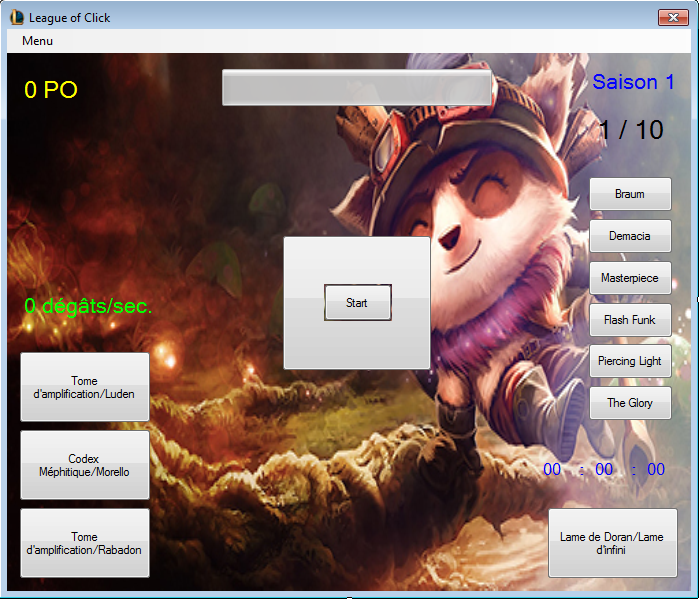 League of Click
Menu
0 PO
Saison 1
1 / 10
Braum
Demacia
Masterpiece
Flash Funk
Piercing Light
The Glory
Start
0 dégâts/sec.
Tome
d'amplification/Luden
Codex
Méphitique/Morello
Tome
d'amplification/Rabadon
00 : 00 : 00
Lame de Doran/Lame
d'infini